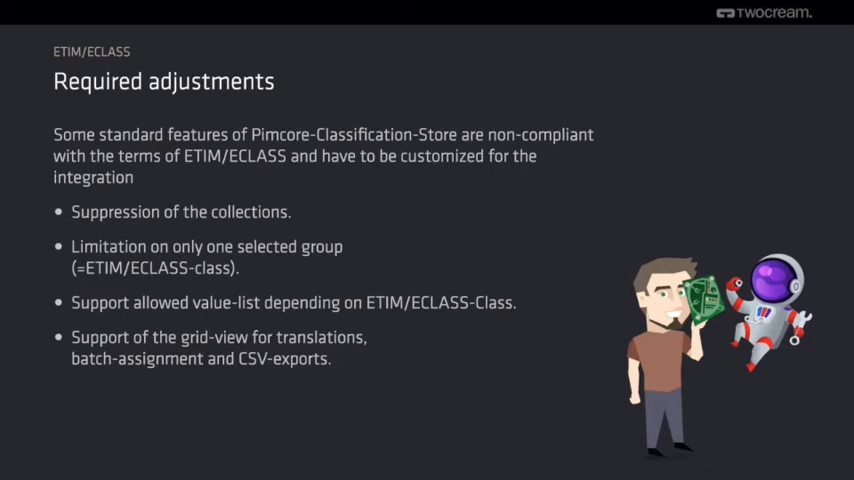 TWOCREAM.
ETIM/ECLASS
Required adjustments
Some standard features of Pimcore-Classification-Store are non-compliant
with the terms of ETIM/ECLASS and have to be customized for the
integration
• Suppression of the collections.
• Limitation on only one selected group
(=ETIM/ECLASS-class).
• Support allowed value-list depending on ETIM/ECLASS-Class.
• Support of the grid-view for translations,
batch-assignment and CSV-exports.